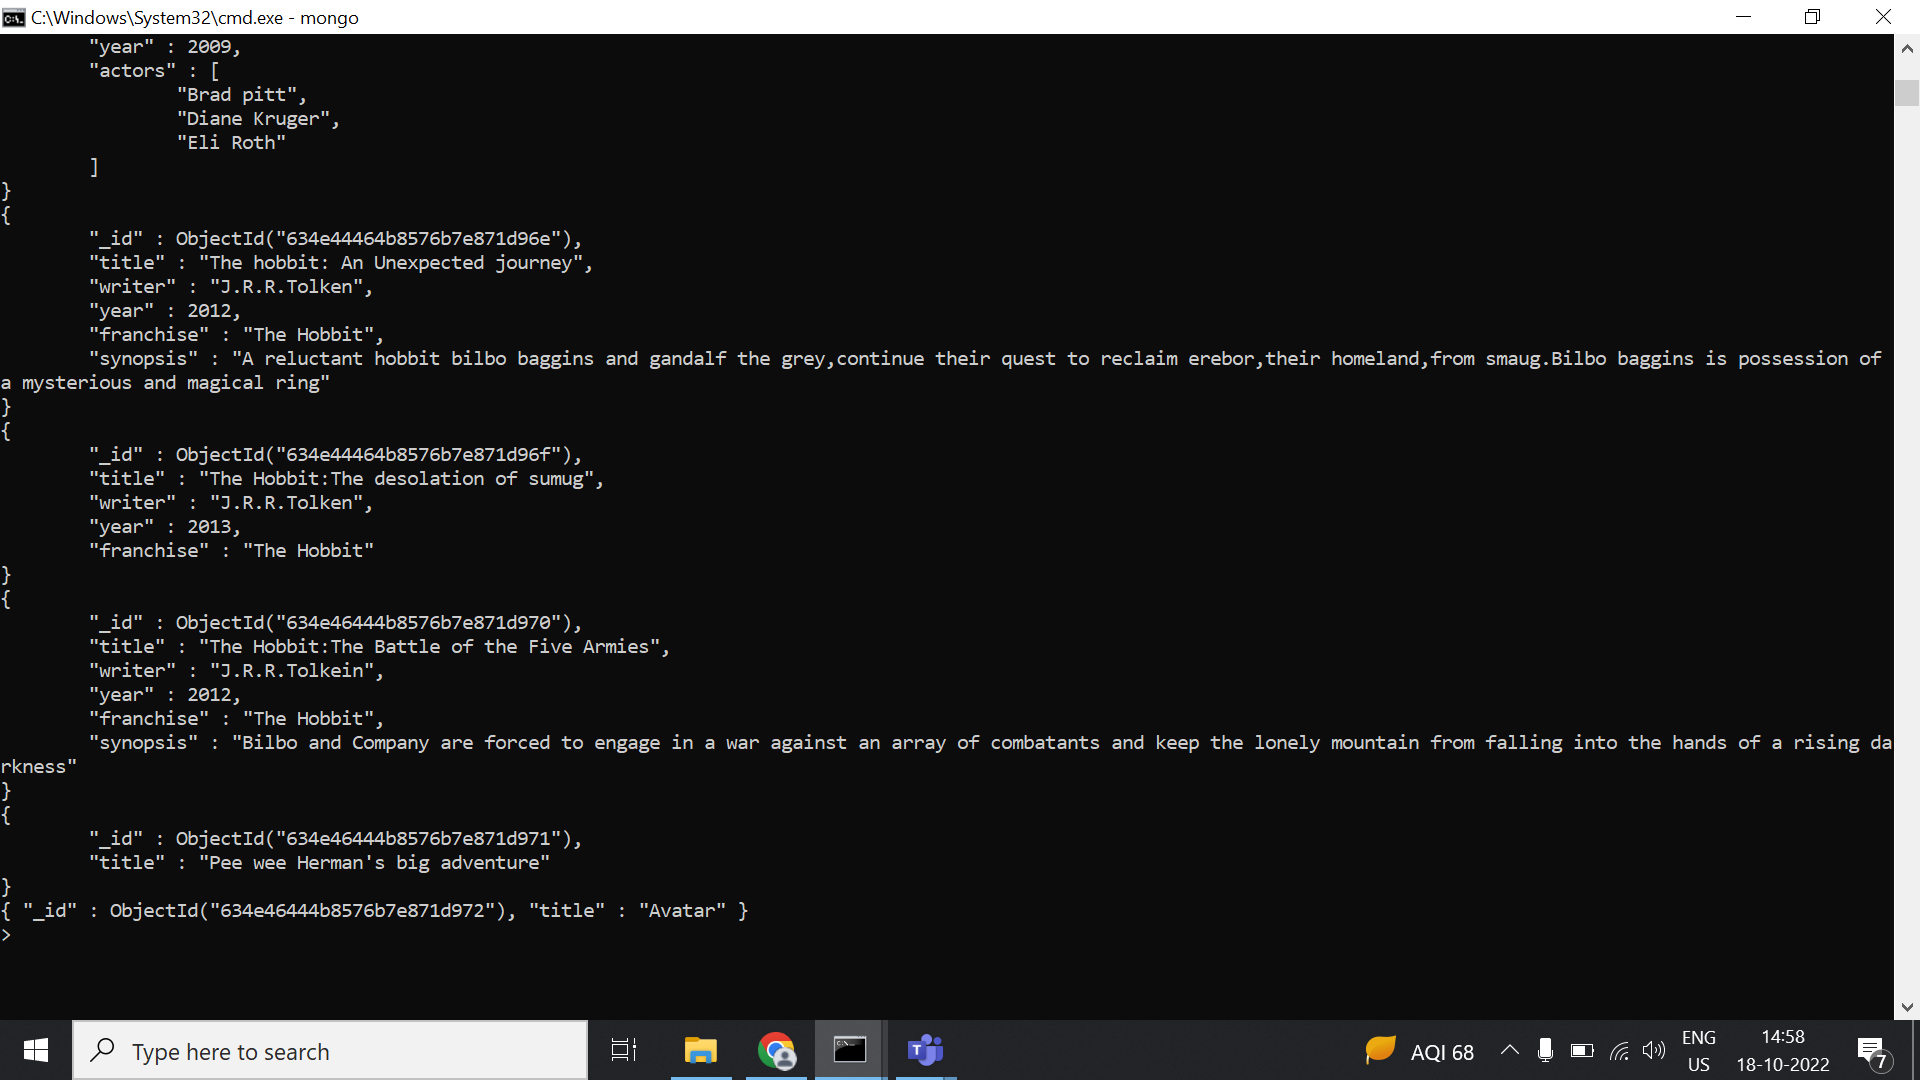 C:\Windows\System32\cmd.exe - mongo
"year" : 2009,
"actors" : [
"Brad pitt",
"Diane Kruger",
"Eli Roth"
]
}
{
"_id" : ObjectId("634e44464b8576b7e871d96e"),
"title" : "The hobbit: An Unexpected journey",
"writer" : "J.R.R.Tolken",
"year" : 2012,
"franchise" : "The Hobbit",
"synopsis" : "A reluctant hobbit bilbo baggins and gandalf the grey,continue their quest to reclaim erebor,their homeland,from smaug.Bilbo baggins is possession of
a mysterious and magical ring"
}
{
"_id" : ObjectId("634e44464b8576b7e871d96f"),
"title" : "The Hobbit:The desolation of sumug",
"writer" : "J.R.R.Tolken",
"year" : 2013,
"franchise" : "The Hobbit"
}
{
"_id" : ObjectId("634e46444b8576b7e871d970"),
"title" : "The Hobbit:The Battle of the Five Armies",
"writer" : "J.R.R.Tolkein",
"year" : 2012,
"franchise" : "The Hobbit",
"synopsis" : "Bilbo and Company are forced to engage in a war against an array of combatants and keep the lonely mountain from falling into the hands of a rising da
rkness"
}
{
"_id" : ObjectId("634e46444b8576b7e871d971"),
"title" : "Pee wee Herman's big adventure"
}
{ "_id" : ObjectId("634e46444b8576b7e871d972"), "title" : "Avatar" }
>
Type here to search
AQI 68
ENG
US
14:58
18-10-2022
7